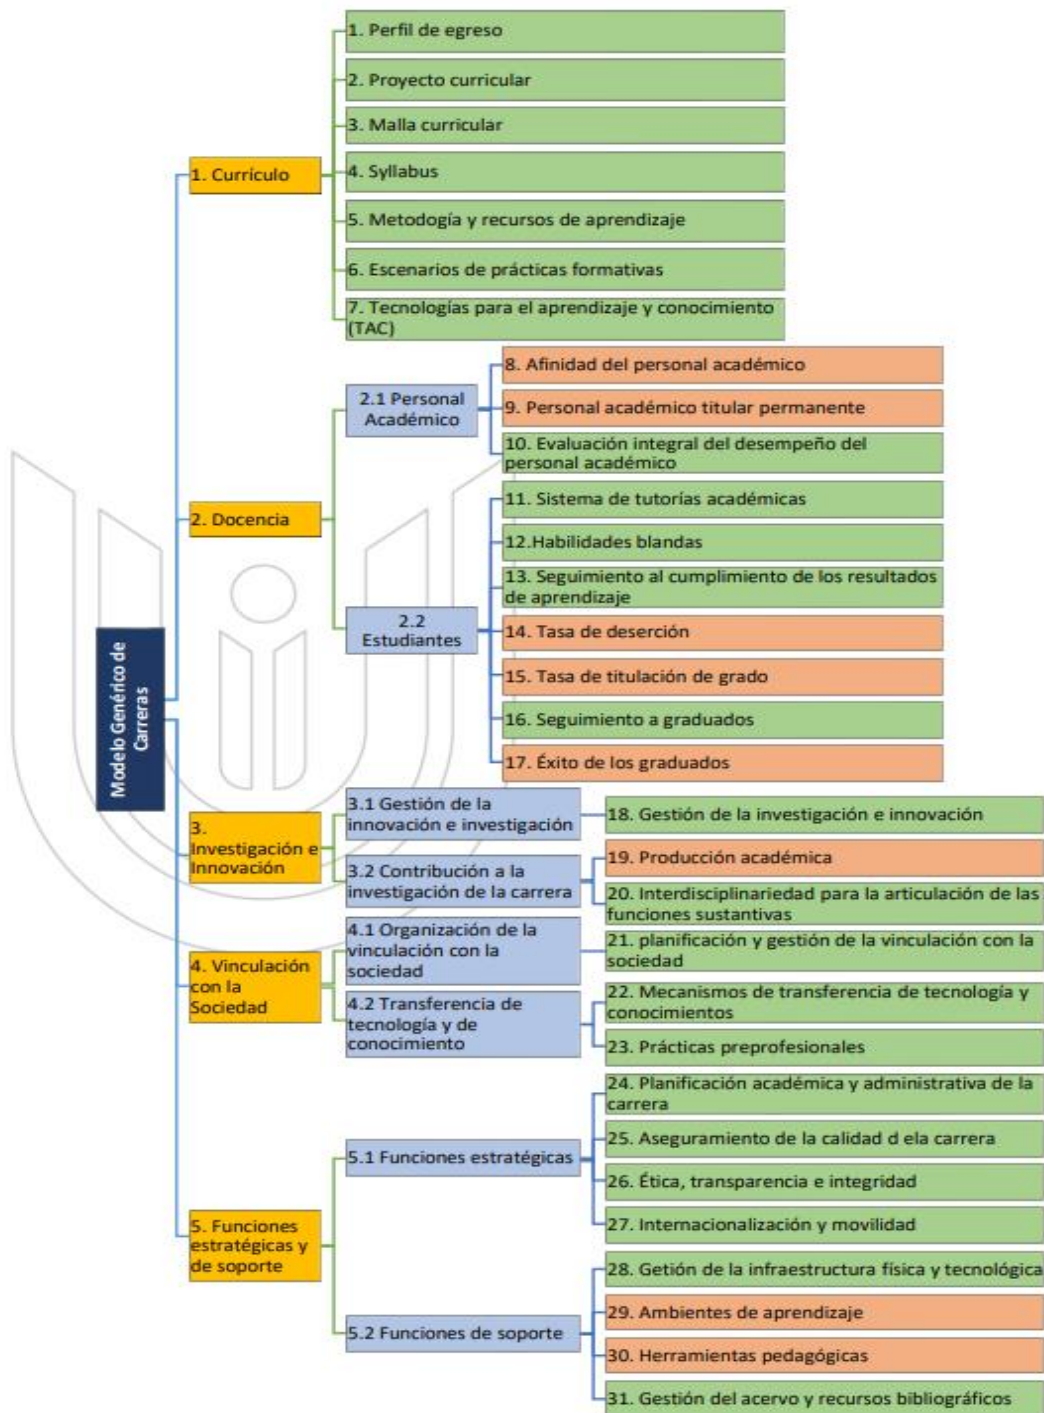 1. Perfil de egreso
2. Proyecto curricular
3. Malla curricular
1. Currículo
4. Syllabus
5. Metodogía y recursos de aprendizaje
6. Escenarios de prácticas formativas
7. Tecnologías para el aprendizaje y conocimiento
(TAC)
2. Docencia
2.1 Personal
Académico
8. Afinidad del personal académico
9. Personal académico titular permanente
10. Evaluación integral del desempeño del
personal académico
2.2
Estudiantes
11. Sistema de tutorías académicas
12.Habilidades blandas
13. Seguimiento al cumplimiento de los resultados
de aprendizaje
14. Tasa de deserción
15. Tasa de titulación de grado
16. Seguimiento a graduados
17. Éxito de los graduados
Modelo Genérico de
Carreras
3.
Investigación e
Innovación
3.1 Gestión de la
innovación e investigación
18. Gestión de la investigación e innovación
3.2 Contribución a la
investigación de la carrera
19. Producción académica
20. Interdisciplinariedad para la articulación de las
funciones sustantivas
4. Vinculación
con la
Sociedad
4.1 Organización de la
vinculación con la
sociedad
21. planificación y gestión de la vinculación con la
sociedad
4.2 Transferencia de
tecnología y de
conocimiento
22. Mecanismos de transferencia de tecnología y
conocimientos
23. Prácticas preprofesionales
5. Funciones
estratégicas y
de soporte
5.1 Funciones estratégicas
24. Planificación académica y administrativa de la
carrera
25. Aseguramiento de la calidad d ela carrera
26. Ética, transparencia e integridad
27. Internacionalización y movilidad
5.2 Funciones de soporte
28. Getión de la infraestructura física y tecnológica
29. Ambientes de aprendizaje
30. Herramientas pedagógicas
31. Gestión del acervo y recursos bibliográficos